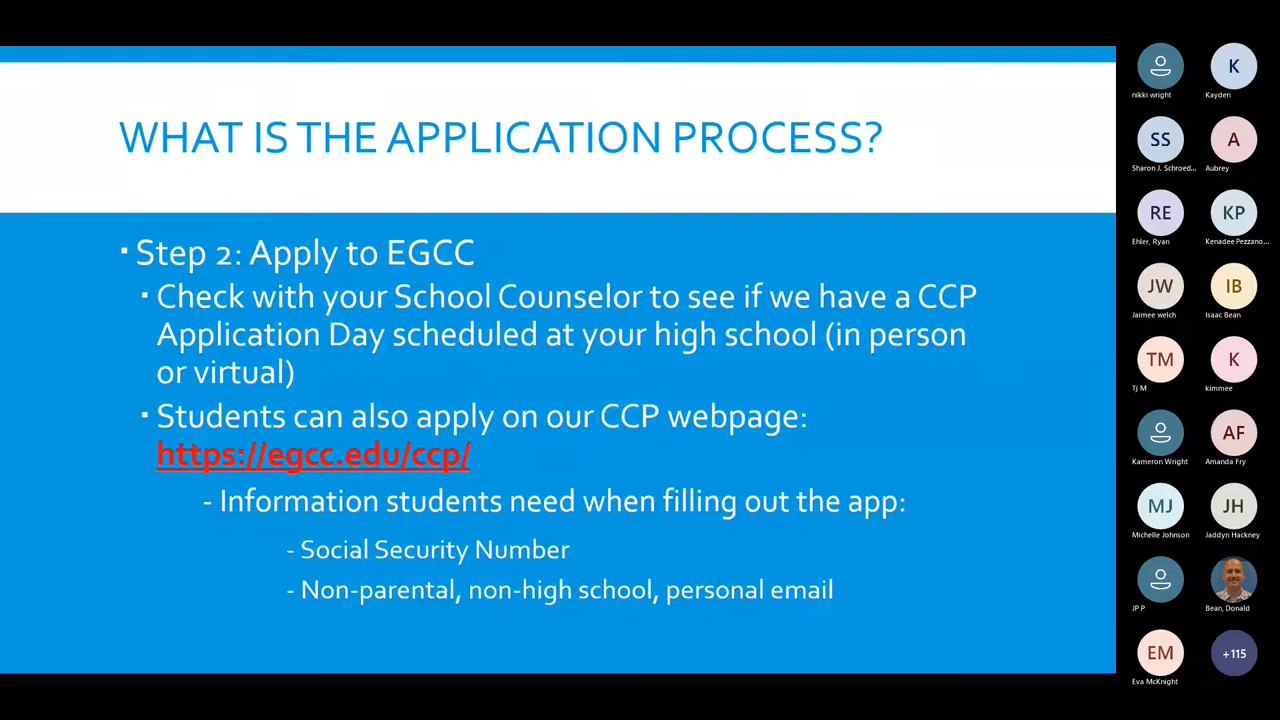 WHAT IS THE APPLICATION PROCESS?
▪ Step 2: Apply to EGCC
▪ Check with your School Counselor to see if we have a CCP
Application Day scheduled at your high school (in person
or virtual)
▪ Students can also apply on our CCP webpage:
https://egcc.edu/ccp/
- Information students need when filling out the app:
- Social Security Number
- Non-parental, non-high school, personal email
nikki wright
K
Kayden
SS
Sharon J. Schroed...
A
Aubrey
RE
Ehler, Ryan
KP
Kenadee Pezzano...
JW
Jaimee welch
IB
Isaac Bean
TM
Tj M
K
kimmee
Kameron Wright
AF
Amanda Fry
MJ
Michelle Johnson
JH
Jaddyn Hackney
JP P
Bean, Donald
EM
Eva McKnight
+115